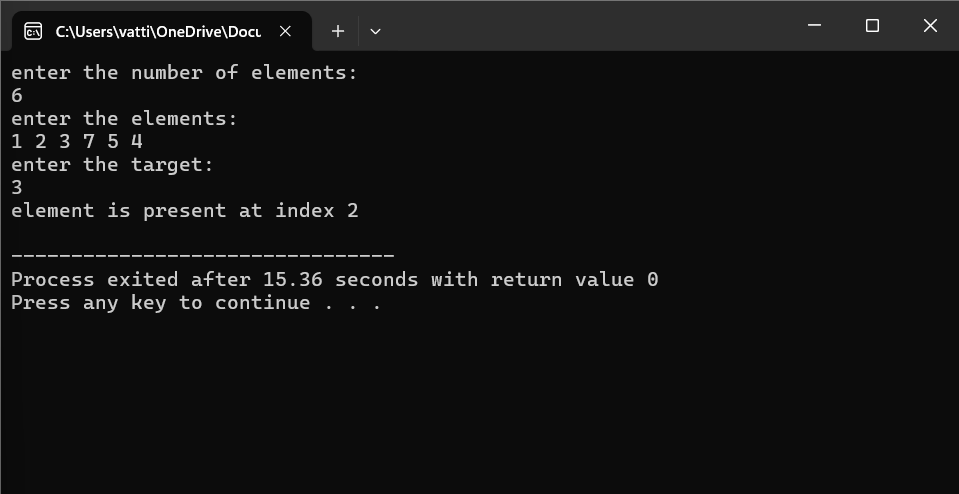 C:\Users\vatti\OneDrive\Docu
enter the number of elements:
6
enter the elements:
1 2 3 7 5 4
enter the target:
3
element is present at index 2
--------------------------------
Process exited after 15.36 seconds with return value 0
Press any key to continue . . .